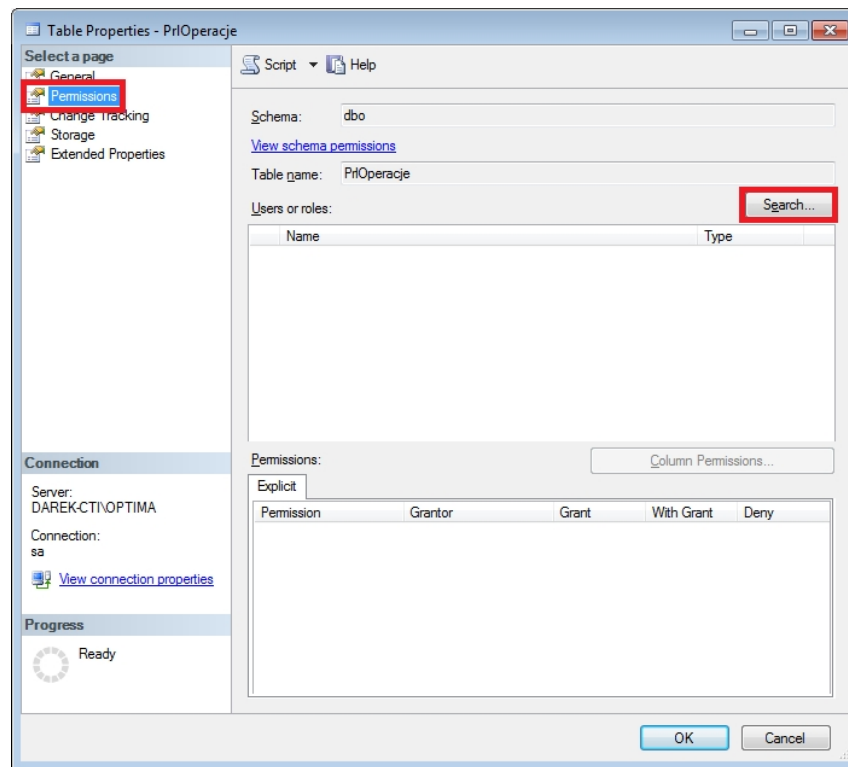 Table Properties - PrlOperacje
Select a page
General
Permissions
Change Tracking
Storage
Extended Properties
Script Help
Schema: dbo
View schema permissions
Table name: PrlOperacje
Users or roles: Search...
Name Type
Connection
Server:
DAREK-CTI\OPTIMA
Connection:
sa
View connection properties
Progress
Ready
Permissions: Column Permissions...
Explicit
Permission Grantor Grant With Grant Deny
OK Cancel